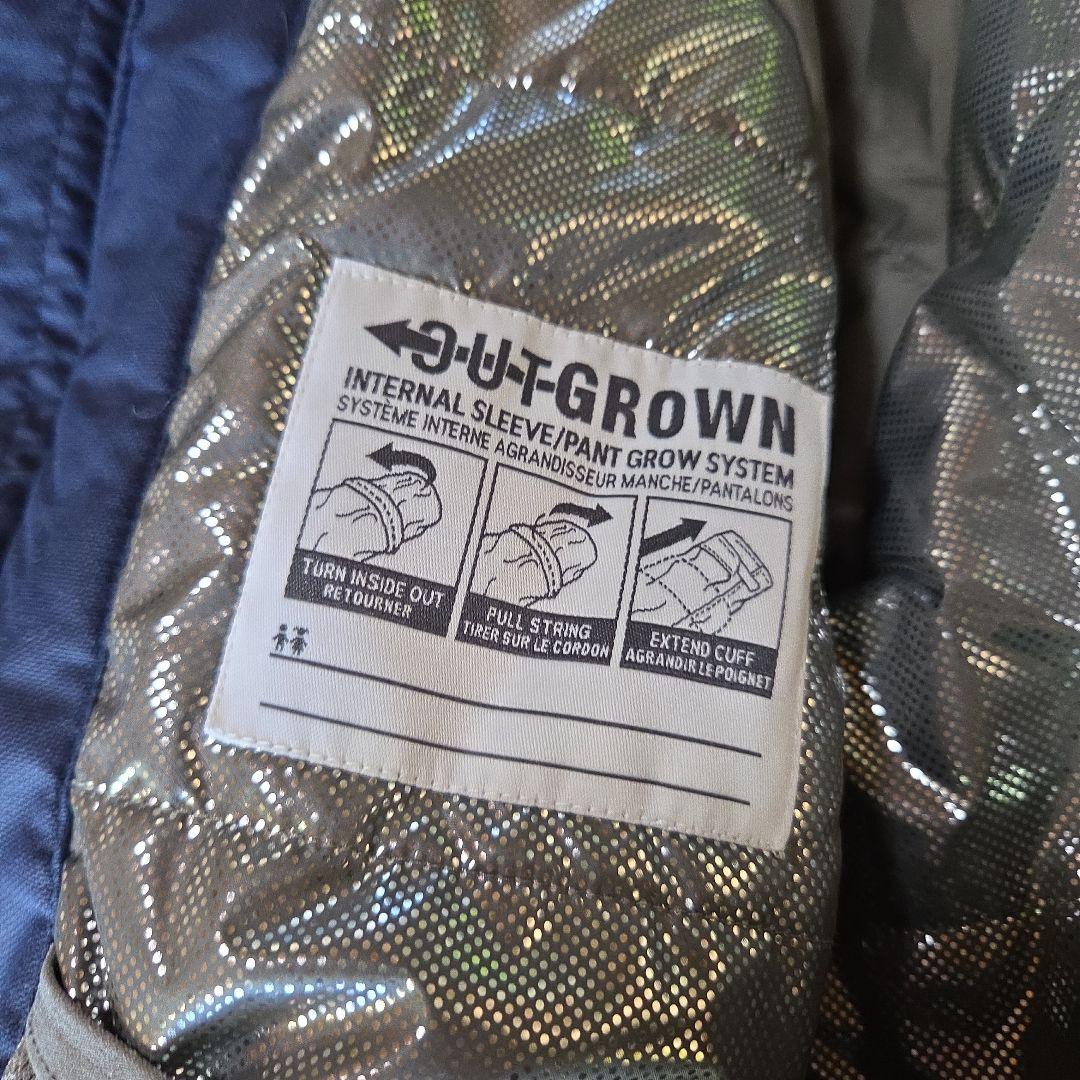 OUTGROWN
INTERNAL SLEEVE/PANT GROW SYSTEM
SYSTÈME INTERNE AGRANDISSEUR MANCHE/PANTALONS
TURN INSIDE OUT
RETOURNER
PULL STRING
TIRER SUR LE CORDON
EXTEND CUFF
AGRANDIR LE POIGNET